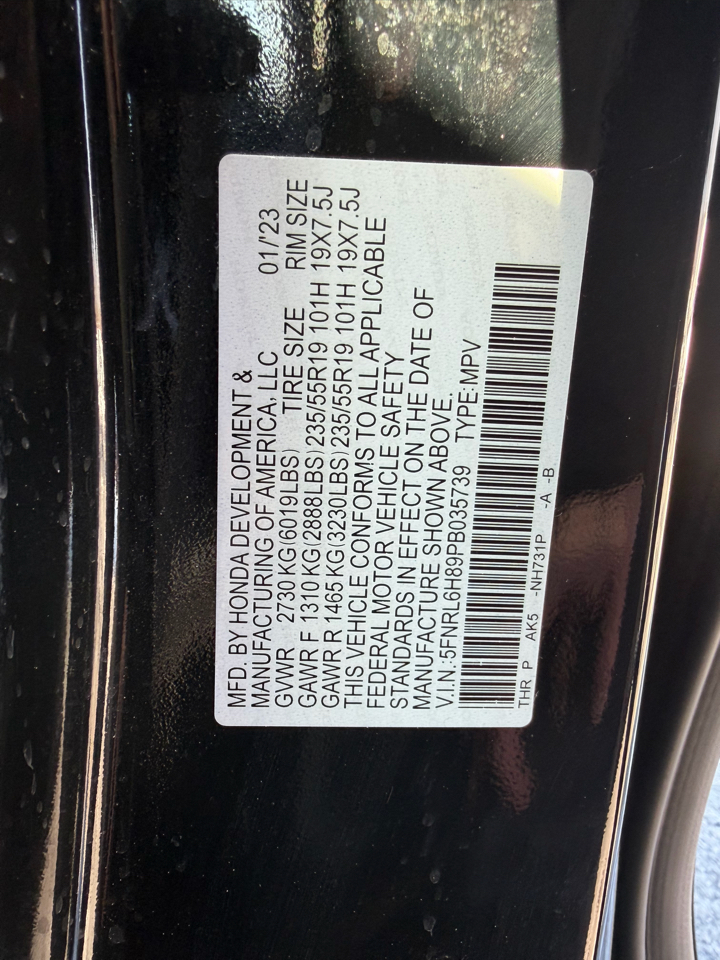 MFD. BY HONDA DEVELOPMENT &
MANUFACTURING OF AMERICA, LLC 01/'23
GVWR 2730 KG(6019LBS) TIRE SIZE RIM SIZE
GAWR F 1310 KG(2888LBS)235/55R19 101H 19X7.5J
GAWR R 1465 KG(3230LBS)235/55R19 101H 19X7.5J
THIS VEHICLE CONFORMS TO ALL APPLICABLE
FEDERAL MOTOR VEHICLE SAFETY
STANDARDS IN EFFECT ON THE DATE OF
MANUFACTURE SHOWN ABOVE.
V.I.N.:5FNRL6H89PB035739 TYPE:MPV
THR P AK5 -NH731P -A -B